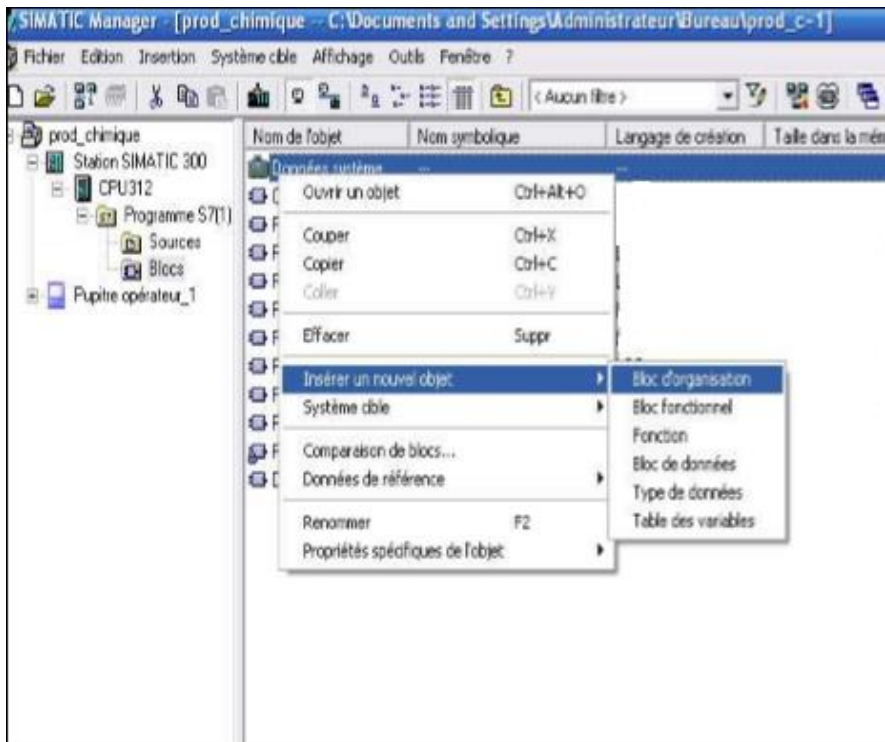 SIMATIC Manager - [prod_chimique -- C:\Documents and Settings\Administrateur\Bureau\prod_c-1]
Fichier Edition Insertion Système cible Affichage Outils Fenêtre ?
< Aucun filtre >
prod_chimique
Station SIMATIC 300
CPU312
Programme S7(1)
Sources
Blocs
Pupitre opérateur_1
Nom de l'objet Nom symbolique Langage de création Taille dans la mém
Données système --- ---
Ouvrir un objet Ctrl+Alt+O
Couper Ctrl+X
Copier Ctrl+C
Coller Ctrl+V
Effacer Suppr
Insérer un nouvel objet
Système cible
Comparaison de blocs...
Données de référence
Renommer F2
Propriétés spécifiques de l'objet
Bloc d'organisation
Bloc fonctionnel
Fonction
Bloc de données
Type de données
Table des variables